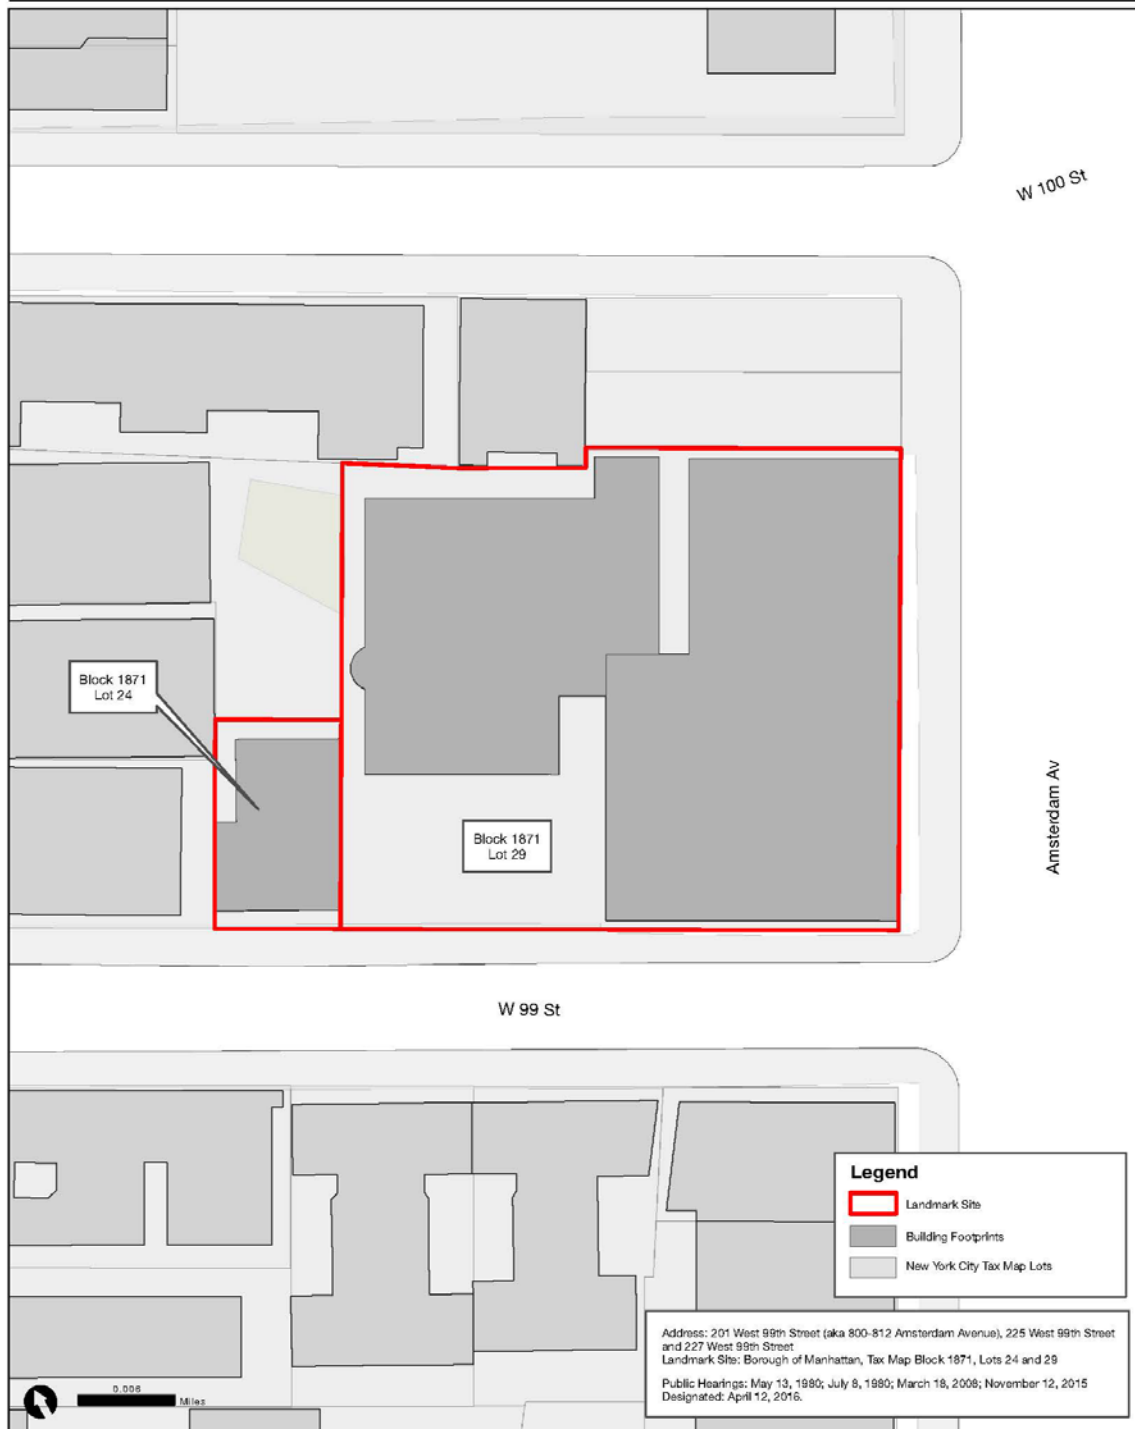 W 100 St
Block 1871
Lot 24
Block 1871
Lot 29
Amsterdam Av
W 99 St
Legend
Landmark Site
Building Footprints
New York City Tax Map Lots
Address: 201 West 99th Street (aka 800-812 Amsterdam Avenue), 225 West 99th Street
and 227 West 99th Street
Landmark Site: Borough of Manhattan, Tax Map Block 1871, Lots 24 and 29
Public Hearings: May 13, 1980; July 8, 1980; March 18, 2008; November 12, 2015
Designated: April 12, 2016.
0.006
Miles